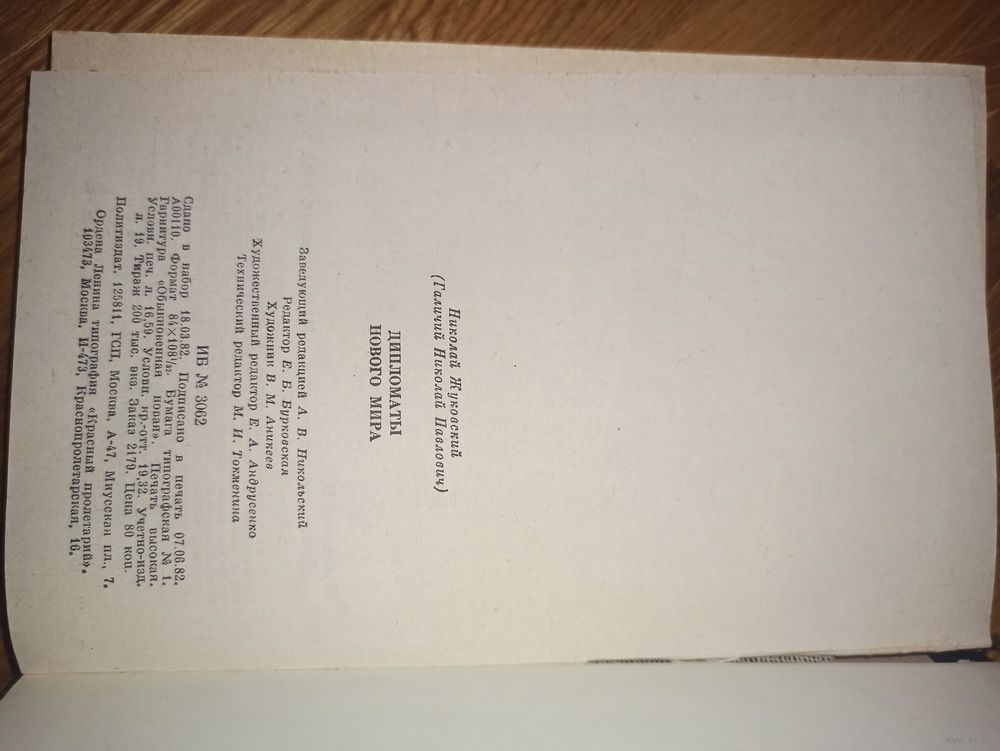 Николай Жуковский
(Галичий Николай Павлович)
ДИПЛОМАТЫ
НОВОГО МИРА
Заведующий редакцией А. В. Никольский
Редактор Е. Б. Бурковская
Художник В. М. Аникеев
Художественный редактор Е. А. Андрусенко
Технический редактор М. И. Токменина
ИБ № 3062
Сдано в набор 18.03.82. Подписано в печать 07.06.82.
А00110. Формат 84×108¹/₃₂. Бумага типографская № 1.
Гарнитура «Обыкновенная новая». Печать высокая.
Условн. печ. л. 16,59. Условн. кр.-отт. 19,32. Учетно-изд.
л. 19. Тираж 200 тыс. экз. Заказ 2179. Цена 80 коп.
Политиздат. 125811, ГСП, Москва, А-47, Миусская пл., 7.
Ордена Ленина типография «Красный пролетарий».
103473, Москва, И-473, Краснопролетарская, 16.